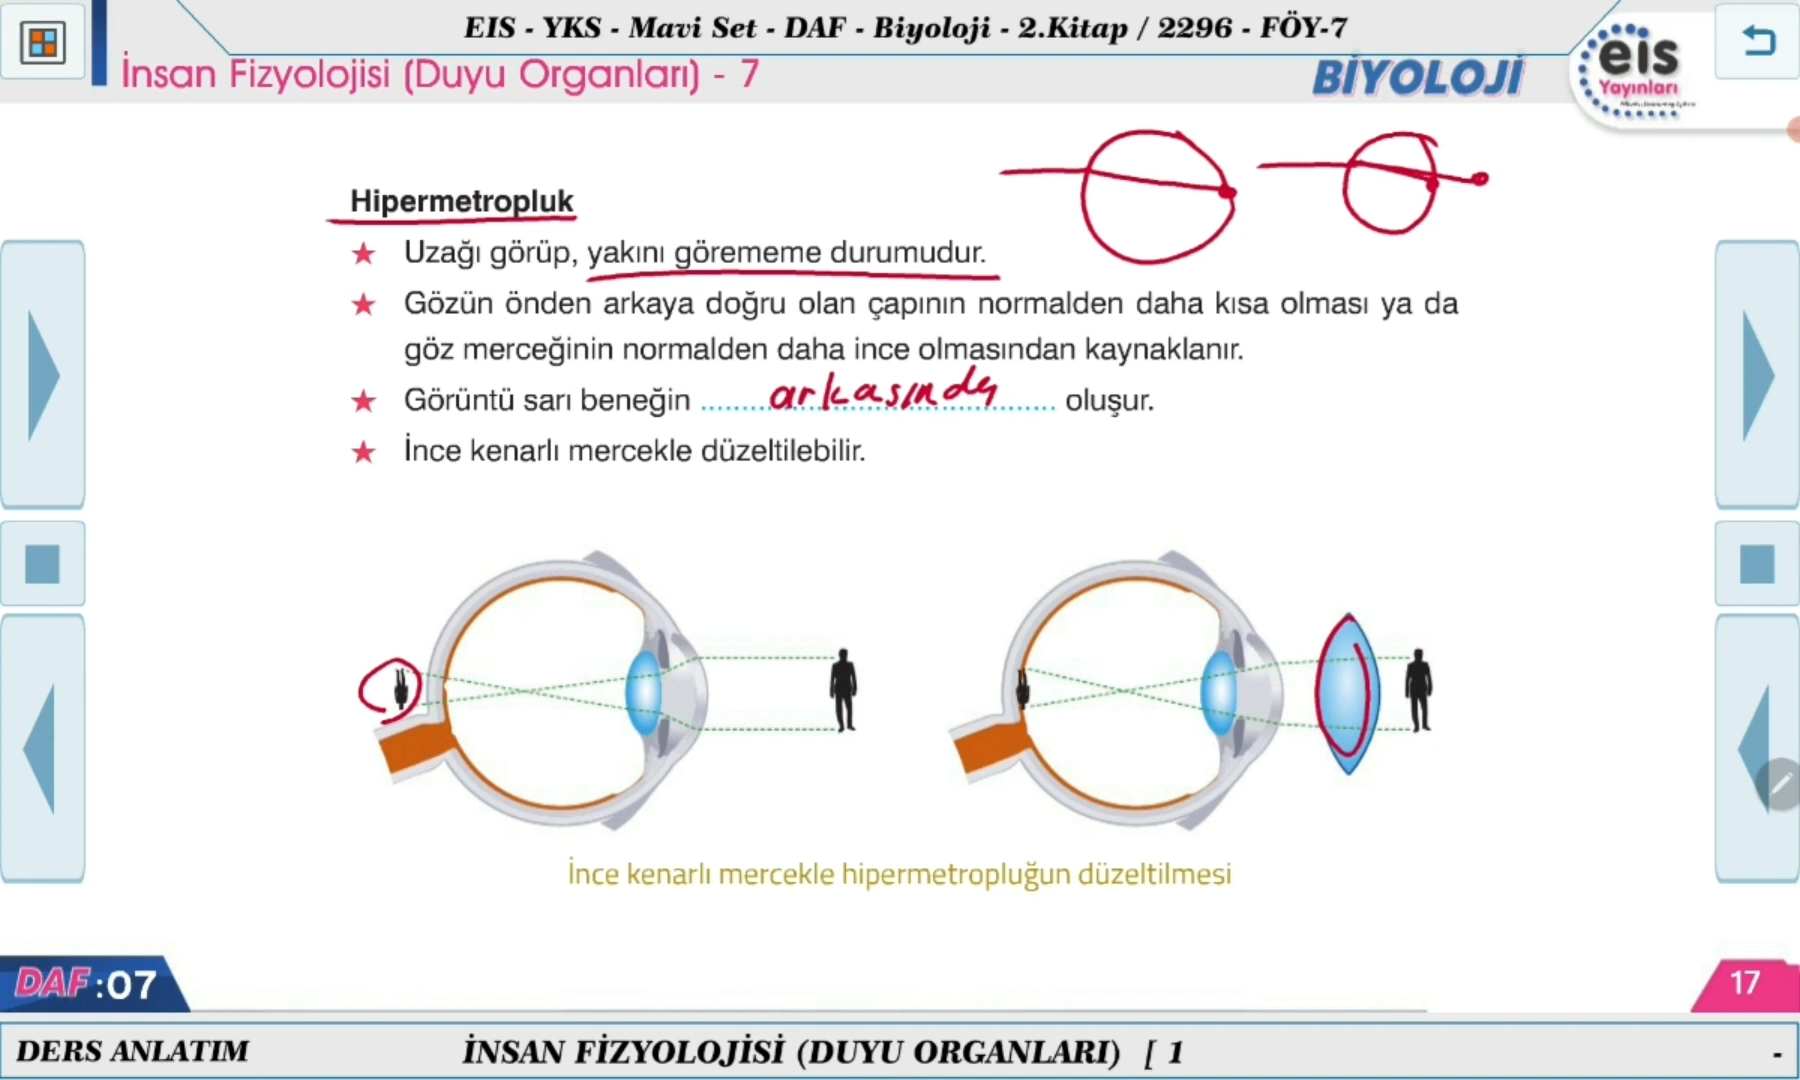 EIS - YKS - Mavi Set - DAF - Biyoloji - 2.Kitap / 2296 - FÖY-7
İnsan Fizyolojisi (Duyu Organları) - 7
BİYOLOJİ
eis
Yayınları
Hipermetropluk
★ Uzağı görüp, yakını görememe durumudur.
★ Gözün önden arkaya doğru olan çapının normalden daha kısa olması ya da
göz merceğinin normalden daha ince olmasından kaynaklanır.
★ Görüntü sarı beneğin arkasında oluşur.
★ İnce kenarlı mercekle düzeltilebilir.
İnce kenarlı mercekle hipermetropluğun düzeltilmesi
DAF:07
17
DERS ANLATIM
İNSAN FİZYOLOJİSİ (DUYU ORGANLARI) [ 1
-